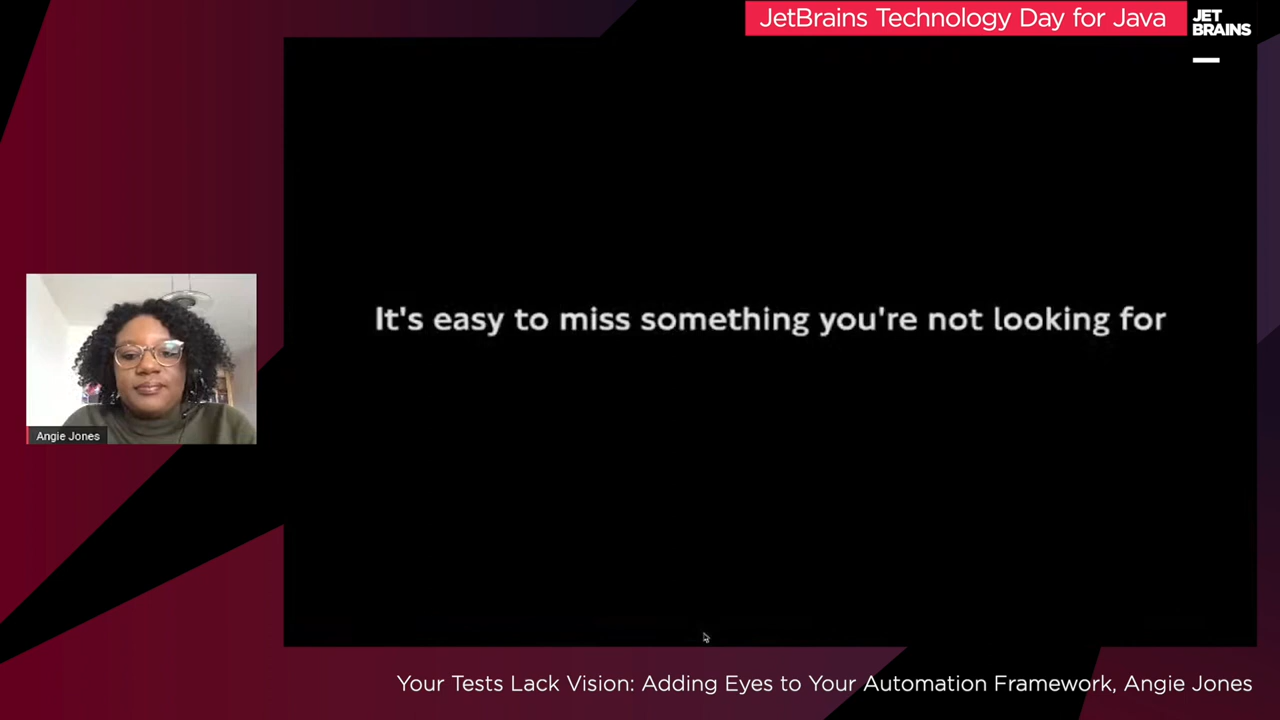 JetBrains Technology Day for Java
JET
BRAINS
It's easy to miss something you're not looking for
Angie Jones
Your Tests Lack Vision: Adding Eyes to Your Automation Framework, Angie Jones